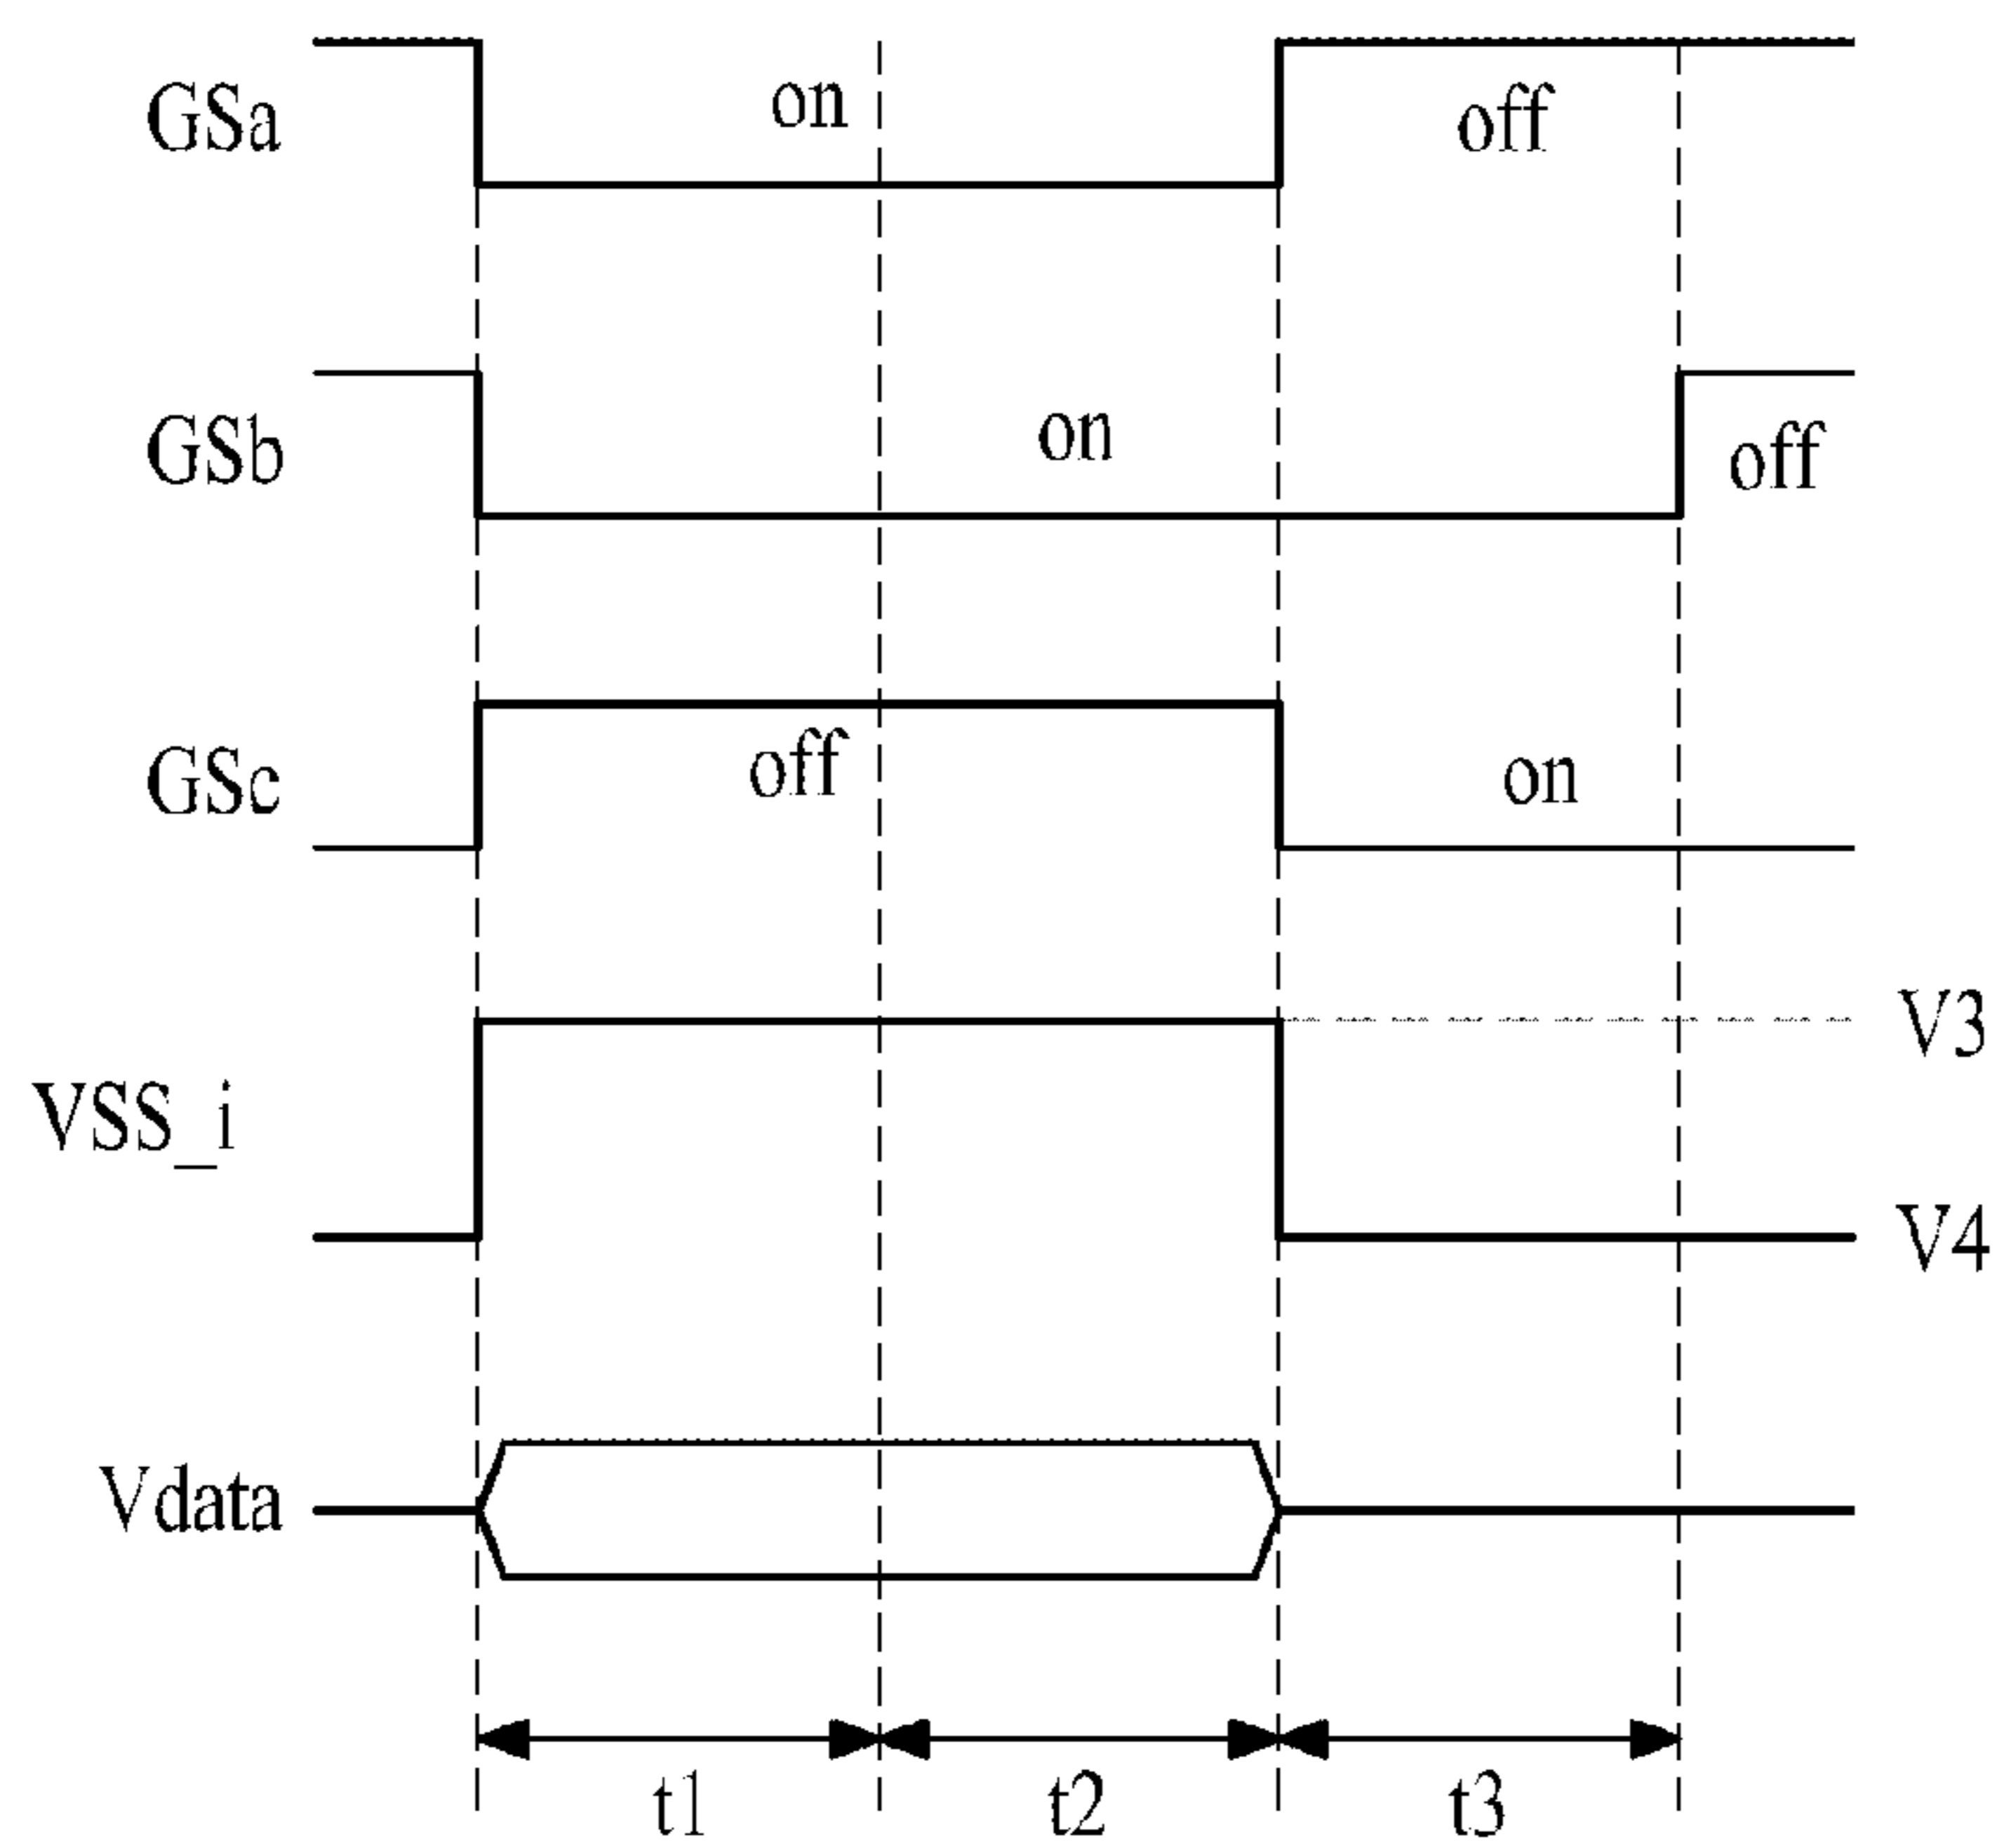 GSa
on
off
GSb
on
off
GSc
off
on
VSS_i
V3
V4
Vdata
t1
t2
t3